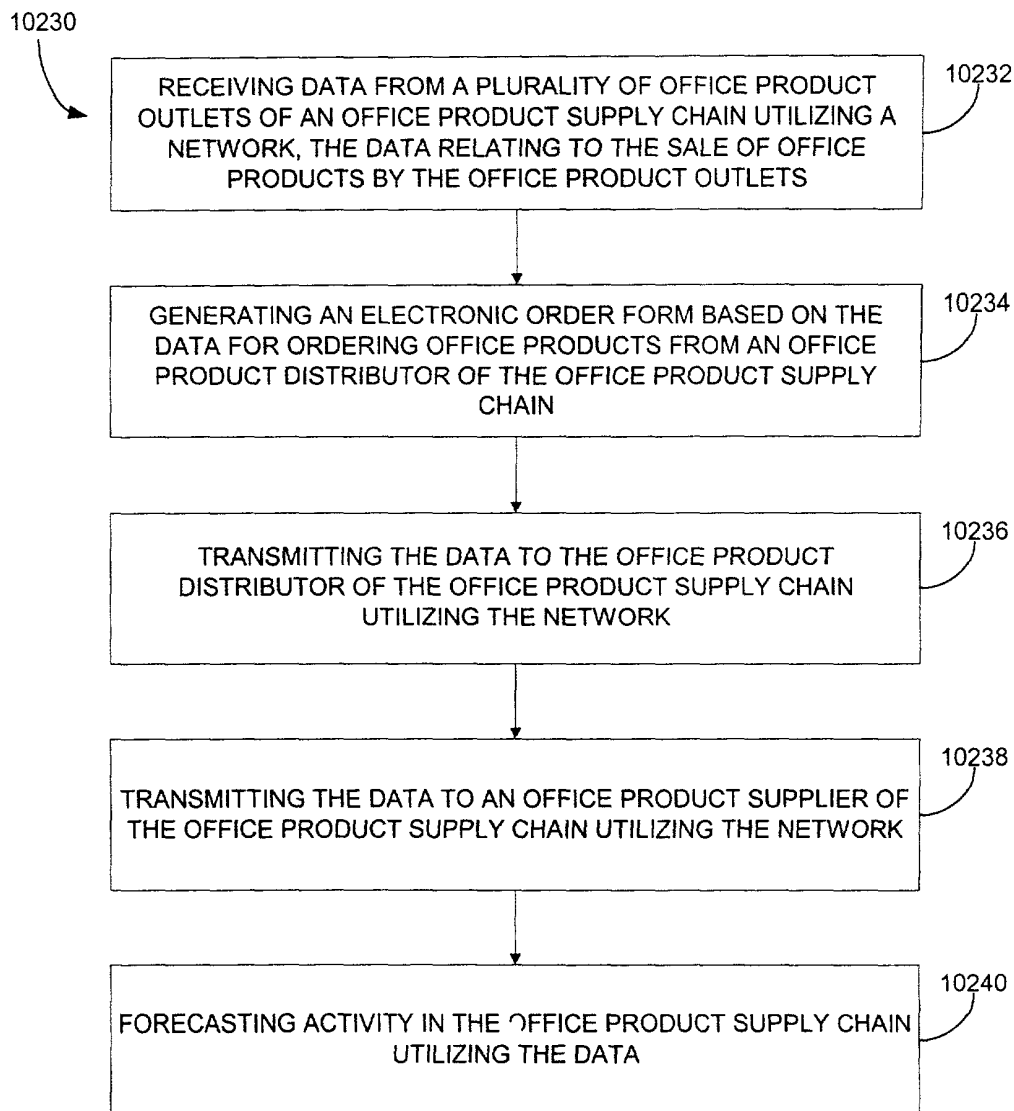 10230
RECEIVING DATA FROM A PLURALITY OF OFFICE PRODUCT
OUTLETS OF AN OFFICE PRODUCT SUPPLY CHAIN UTILIZING A
NETWORK, THE DATA RELATING TO THE SALE OF OFFICE
PRODUCTS BY THE OFFICE PRODUCT OUTLETS
10232
GENERATING AN ELECTRONIC ORDER FORM BASED ON THE
DATA FOR ORDERING OFFICE PRODUCTS FROM AN OFFICE
PRODUCT DISTRIBUTOR OF THE OFFICE PRODUCT SUPPLY
CHAIN
10234
TRANSMITTING THE DATA TO THE OFFICE PRODUCT
DISTRIBUTOR OF THE OFFICE PRODUCT SUPPLY CHAIN
UTILIZING THE NETWORK
10236
TRANSMITTING THE DATA TO AN OFFICE PRODUCT SUPPLIER OF
THE OFFICE PRODUCT SUPPLY CHAIN UTILIZING THE NETWORK
10238
FORECASTING ACTIVITY IN THE OFFICE PRODUCT SUPPLY CHAIN
UTILIZING THE DATA
10240